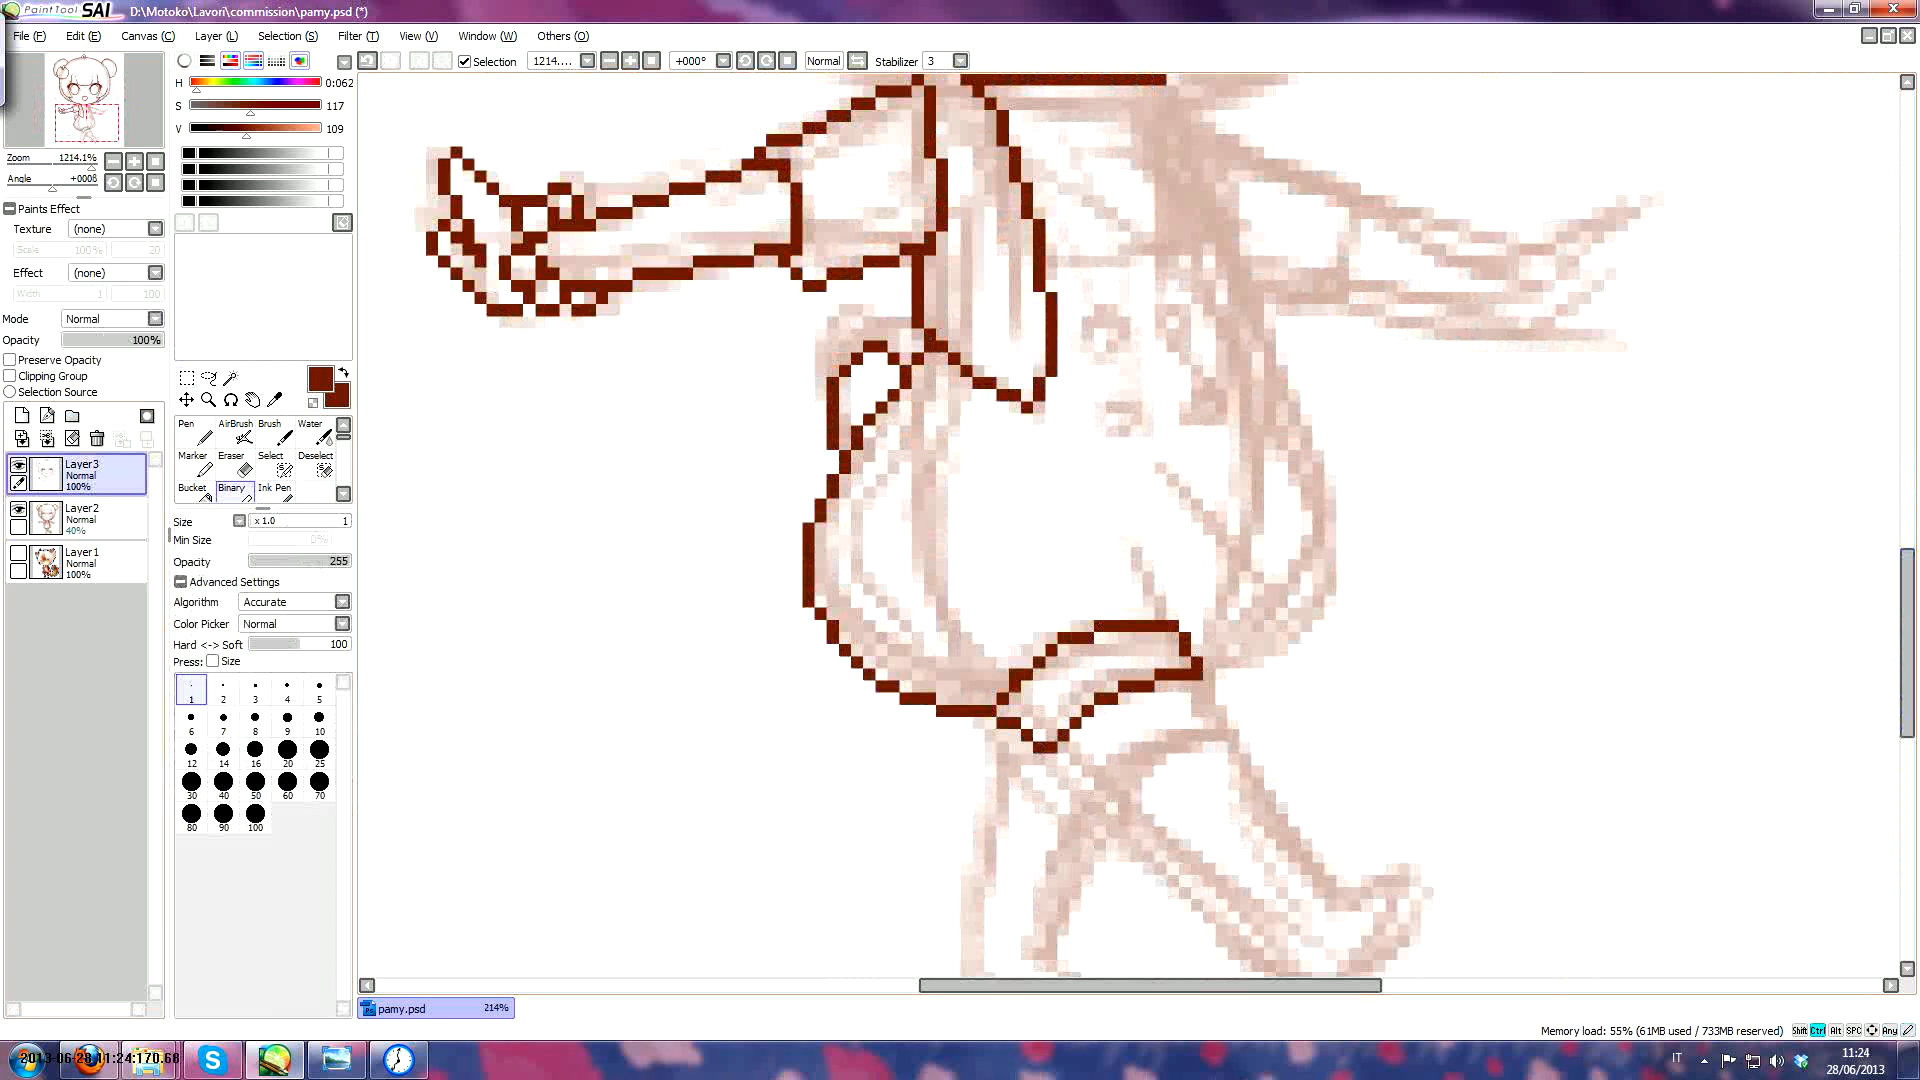 PaintTool SAI D:\Motoko\Lavori\commission\pamy.psd (*)
File (F) Edit (E) Canvas (C) Layer (L) Selection (S) Filter (T) View (V) Window (W) Others (O)
Selection 1214.... +000° Normal Stabilizer 3
H 0:062
S 117
V 109
Zoom 1214.1%
Angle +000ß
Paints Effect
Texture (none)
Scale 100% 20
Effect (none)
Width 1 100
Mode Normal
Opacity 100%
Preserve Opacity
Clipping Group
Selection Source
Layer3
Normal
100%
Layer2
Normal
40%
Layer1
Normal
100%
Pen AirBrush Brush Water
Marker Eraser Select Deselect
Bucket Binary Ink Pen
Size x 1.0 1
Min Size 0%
Opacity 255
Advanced Settings
Algorithm Accurate
Color Picker Normal
Hard <-> Soft 100
Press: Size
1 2 3 4 5
6 7 8 9 10
12 14 16 20 25
30 40 50 60 70
80 90 100
pamy.psd 214%
Memory load: 55% (61MB used / 733MB reserved) Shift Ctrl Alt SPC Any
2013-06-28 11:24:170.68
IT
11:24
28/06/2013